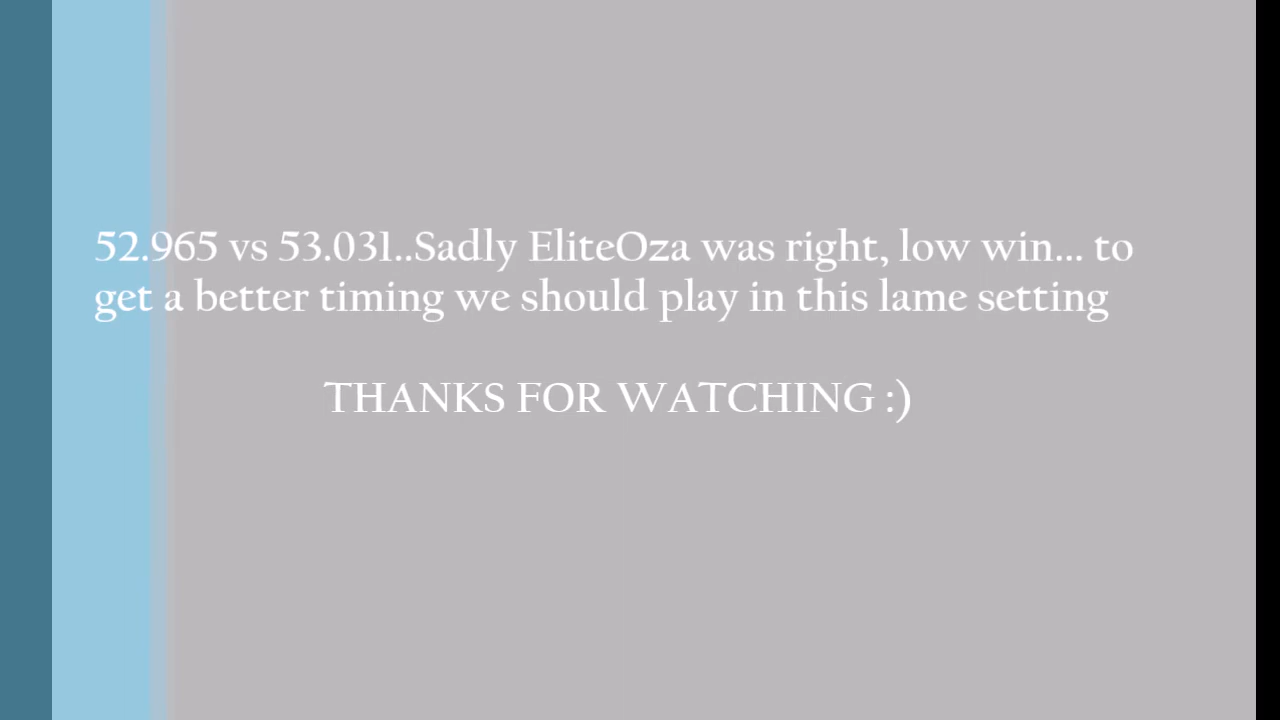 52.965 vs 53.031..Sadly EliteOza was right, low win... to
get a better timing we should play in this lame setting
THANKS FOR WATCHING :)